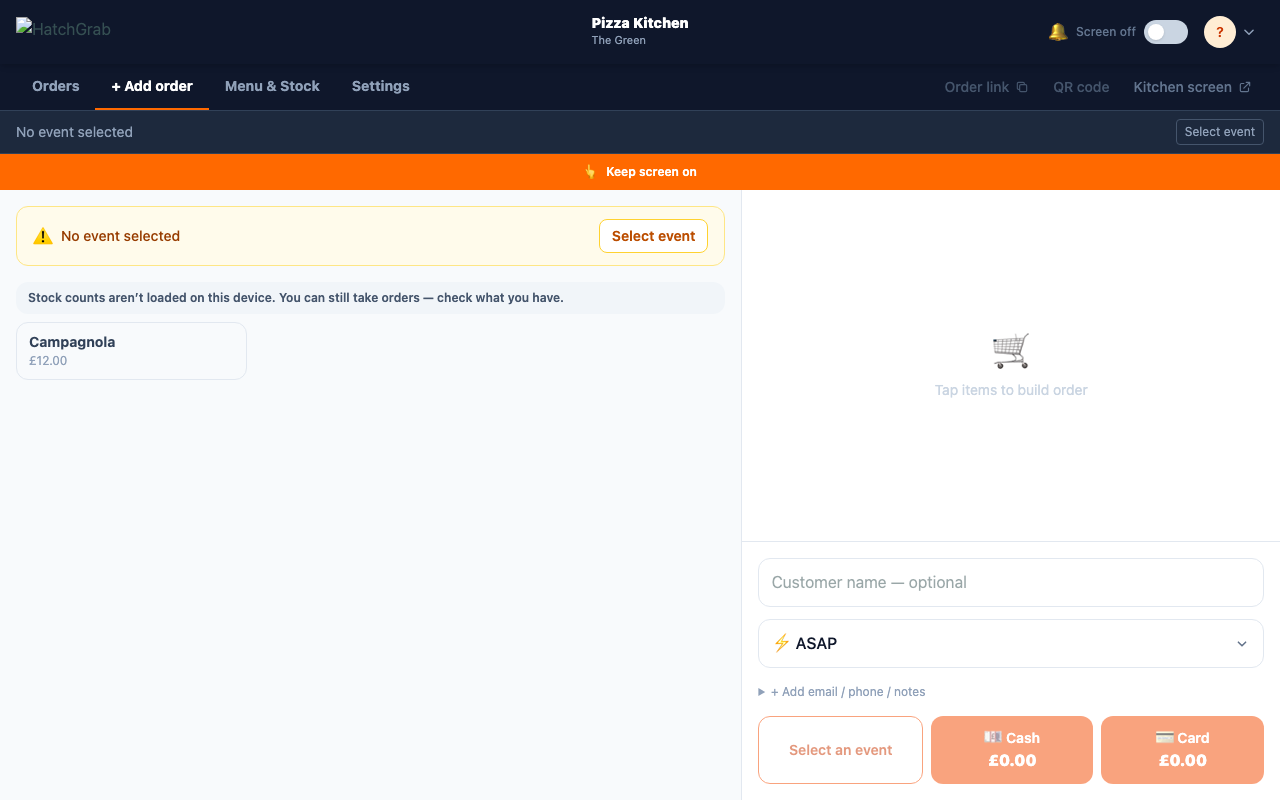 HatchGrab
Pizza Kitchen
The Green
Screen off
?
Orders
+ Add order
Menu & Stock
Settings
Order link
QR code
Kitchen screen
No event selected
Select event
Keep screen on
No event selected
Select event
Stock counts aren’t loaded on this device. You can still take orders — check what you have.
Campagnola
£12.00
Tap items to build order
Customer name — optional
ASAP
+ Add email / phone / notes
Select an event
Cash
£0.00
Card
£0.00